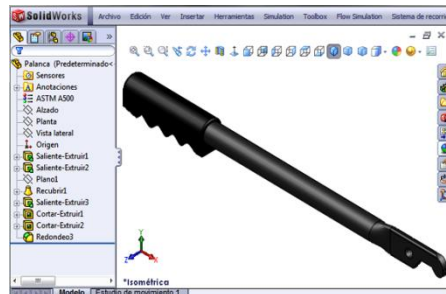 SolidWorks Archivo Edición Ver Insertar Herramientas Simulation Toolbox Flow Simulation Sistema de recorri
Palanca (Predeterminado<
Sensores
Anotaciones
ASTM A500
Alzado
Planta
Vista lateral
Origen
Saliente-Extruir1
Saliente-Extruir2
Plano1
Recubrir1
Saliente-Extruir3
Cortar-Extruir1
Cortar-Extruir2
Redondeo3
Y
Z
X
*Isométrica
Modelo Estudio de movimiento 1